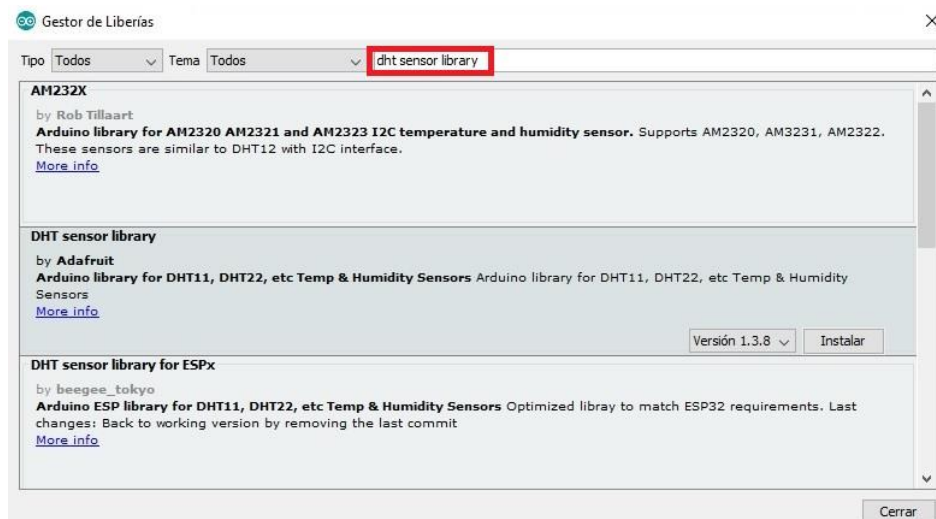 Gestor de Liberías
Tipo Todos Tema Todos dht sensor library
AM232X
by Rob Tillaart
Arduino library for AM2320 AM2321 and AM2323 I2C temperature and humidity sensor. Supports AM2320, AM3231, AM2322.
These sensors are similar to DHT12 with I2C interface.
More info
DHT sensor library
by Adafruit
Arduino library for DHT11, DHT22, etc Temp & Humidity Sensors Arduino library for DHT11, DHT22, etc Temp & Humidity
Sensors
More info
Versión 1.3.8 Instalar
DHT sensor library for ESPx
by beegee_tokyo
Arduino ESP library for DHT11, DHT22, etc Temp & Humidity Sensors Optimized libray to match ESP32 requirements. Last
changes: Back to working version by removing the last commit
More info
Cerrar